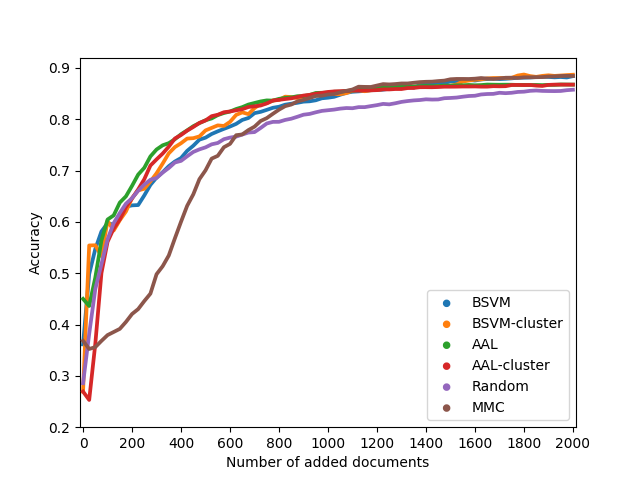 0.9
0.8
0.7
0.6
0.5
0.4
0.3
0.2
Accuracy
0 200 400 600 800 1000 1200 1400 1600 1800 2000
Number of added documents
BSVM
BSVM-cluster
AAL
AAL-cluster
Random
MMC